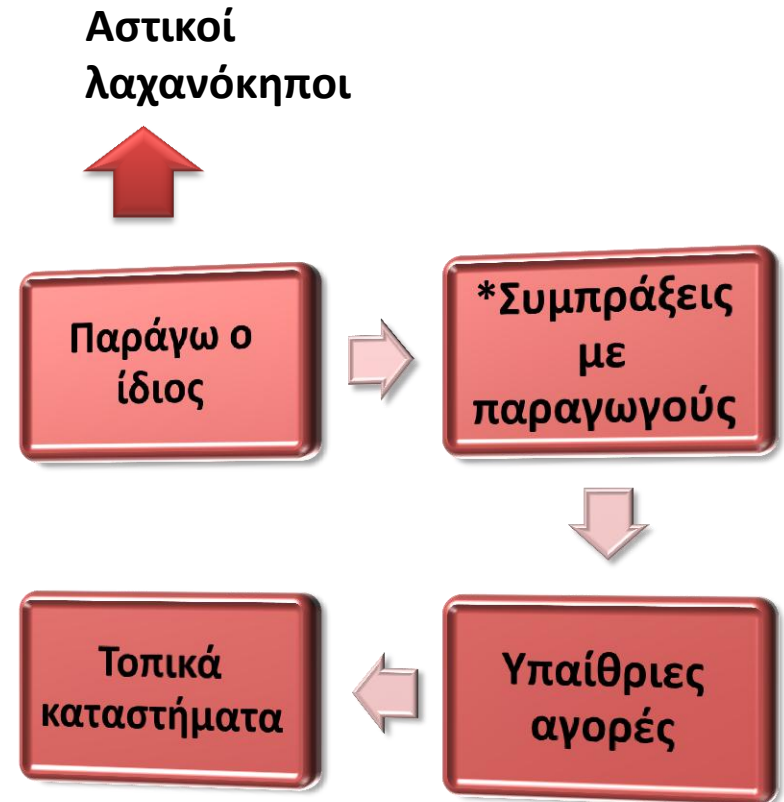 Αστικοί
λαχανόκηποι
Παράγω ο
ίδιος
*Συμπράξεις
με
παραγωγούς
Τοπικά
καταστήματα
Υπαίθριες
αγορές